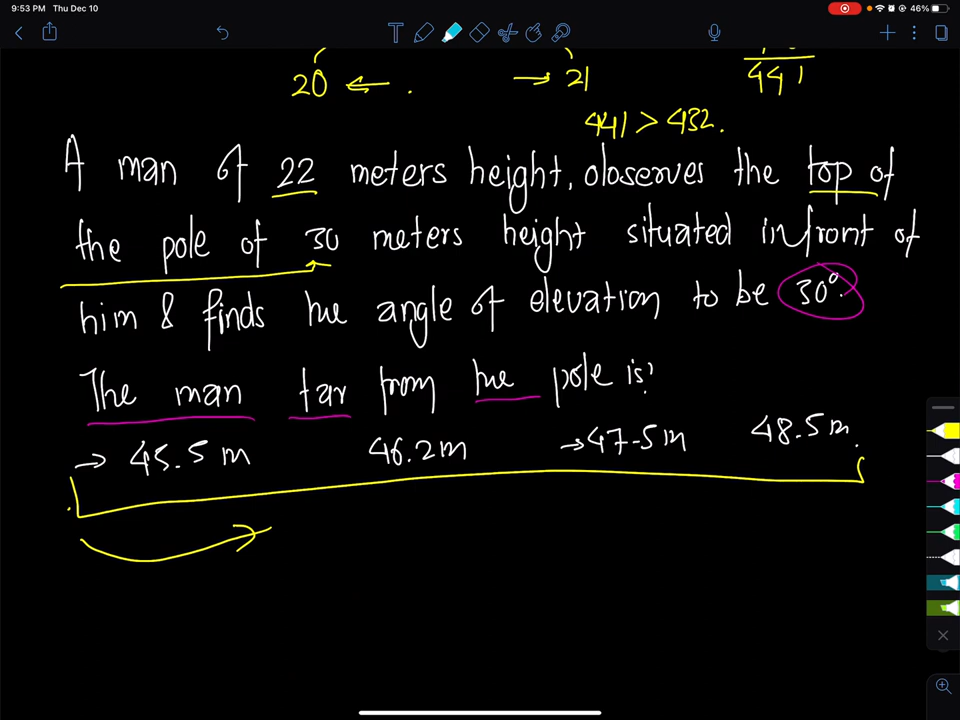 9:53 PM Thu Dec 10
46%
20 ← . → 21
441
441 > 432.
A man of 22 meters height, observes the top of
the pole of 30 meters height situated infront of
him & finds the angle of elevation to be 30°.
The man far from the pole is?
→ 45.5 m 46.2 m → 47.5 m 48.5 m.